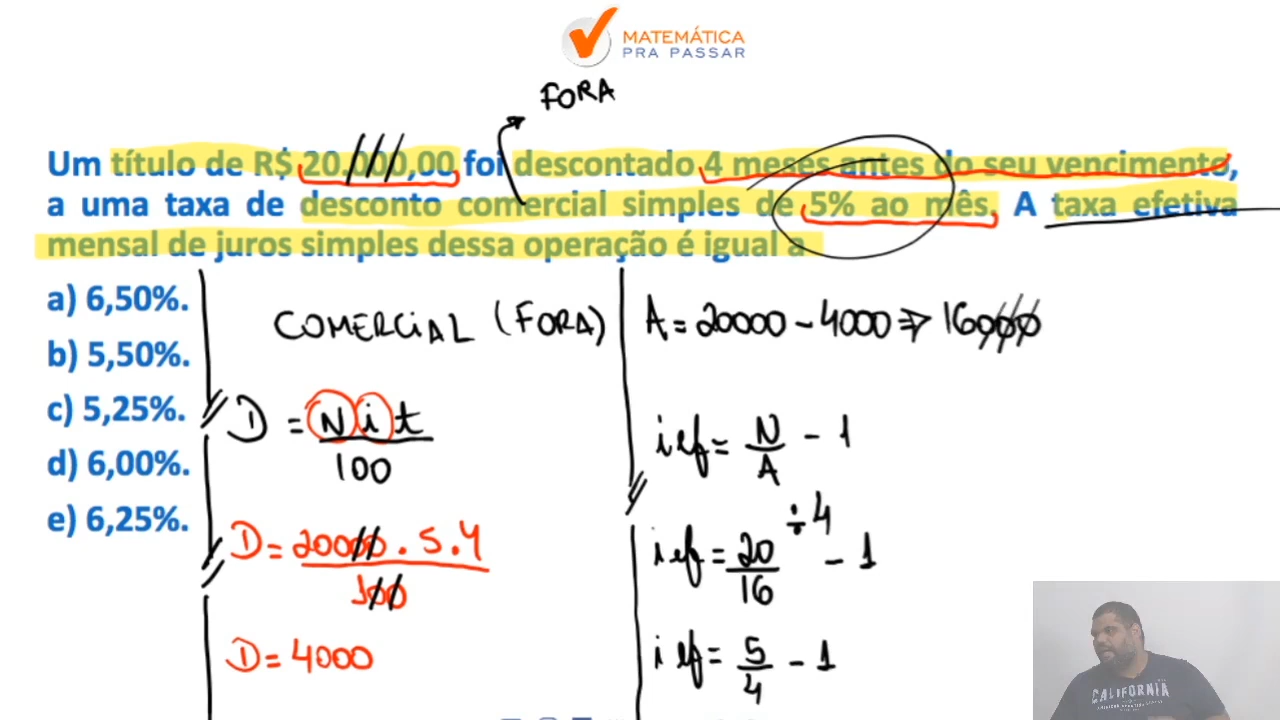 MATEMÁTICA
PRA PASSAR
FORA
Um título de R$ 20.000,00 foi descontado 4 meses antes do seu vencimento,
a uma taxa de desconto comercial simples de 5% ao mês. A taxa efetiva
mensal de juros simples dessa operação é igual a
a) 6,50%.
b) 5,50%.
c) 5,25%.
d) 6,00%.
e) 6,25%.
COMERCIAL (FORA)
D = Nit
100
D = 20000 . 5 . 4
100
D = 4000
A = 20000 - 4000 ⇒ 16000
ief = N/A - 1
÷4
ief = 20/16 - 1
ief = 5/4 - 1
CALIFORNIA